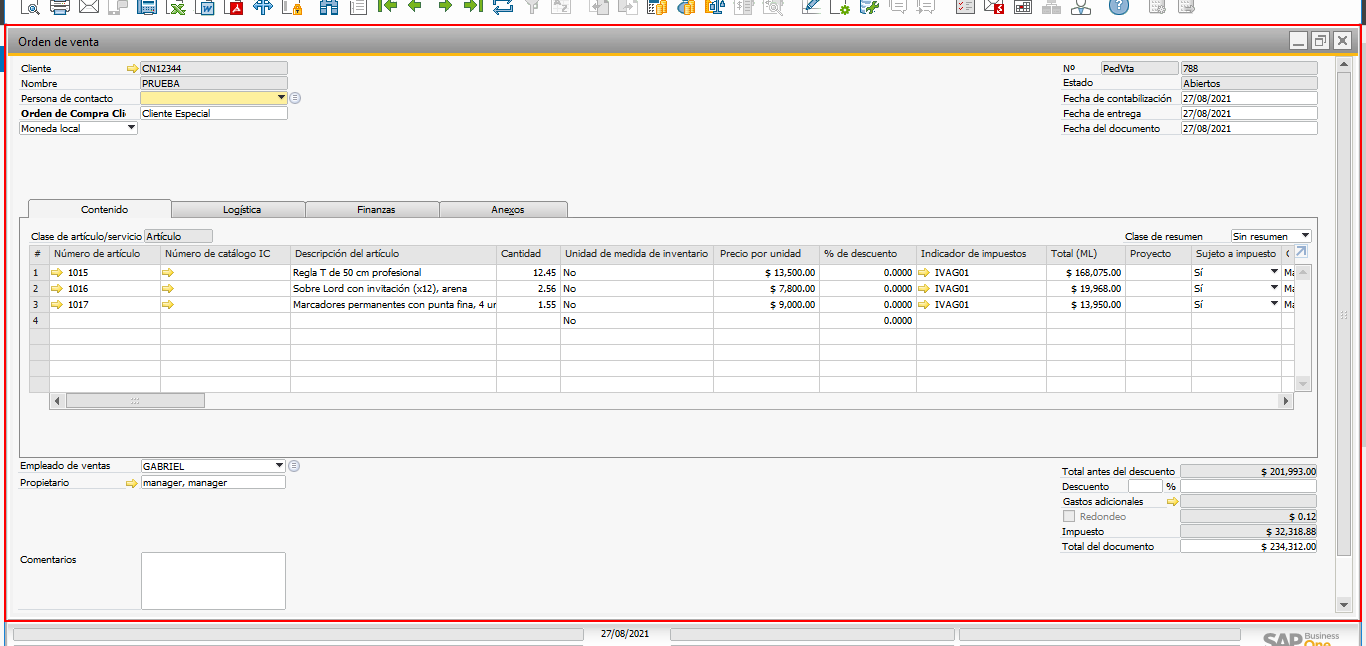 Orden de venta
Cliente CN12344 Nº PedVta 788
Nombre PRUEBA Estado Abiertos
Persona de contacto Fecha de contabilización 27/08/2021
Orden de Compra Cli Cliente Especial Fecha de entrega 27/08/2021
Moneda local Fecha del documento 27/08/2021
Contenido Logística Finanzas Anexos
Clase de artículo/servicio Artículo Clase de resumen Sin resumen
# Número de artículo Número de catálogo IC Descripción del artículo Cantidad Unidad de medida de inventario Precio por unidad % de descuento Indicador de impuestos Total (ML) Proyecto Sujeto a impuesto
1 1015 Regla T de 50 cm profesional 12.45 No $ 13,500.00 0.0000 IVAG01 $ 168,075.00 Sí Ma
2 1016 Sobre Lord con invitación (x12), arena 2.56 No $ 7,800.00 0.0000 IVAG01 $ 19,968.00 Sí Ma
3 1017 Marcadores permanentes con punta fina, 4 ur 1.55 No $ 9,000.00 0.0000 IVAG01 $ 13,950.00 Sí Ma
4 No 0.0000
Empleado de ventas GABRIEL Total antes del descuento $ 201,993.00
Propietario manager, manager Descuento %
Gastos adicionales
Redondeo $ 0.12
Impuesto $ 32,318.88
Total del documento $ 234,312.00
Comentarios
27/08/2021
SAP Business One